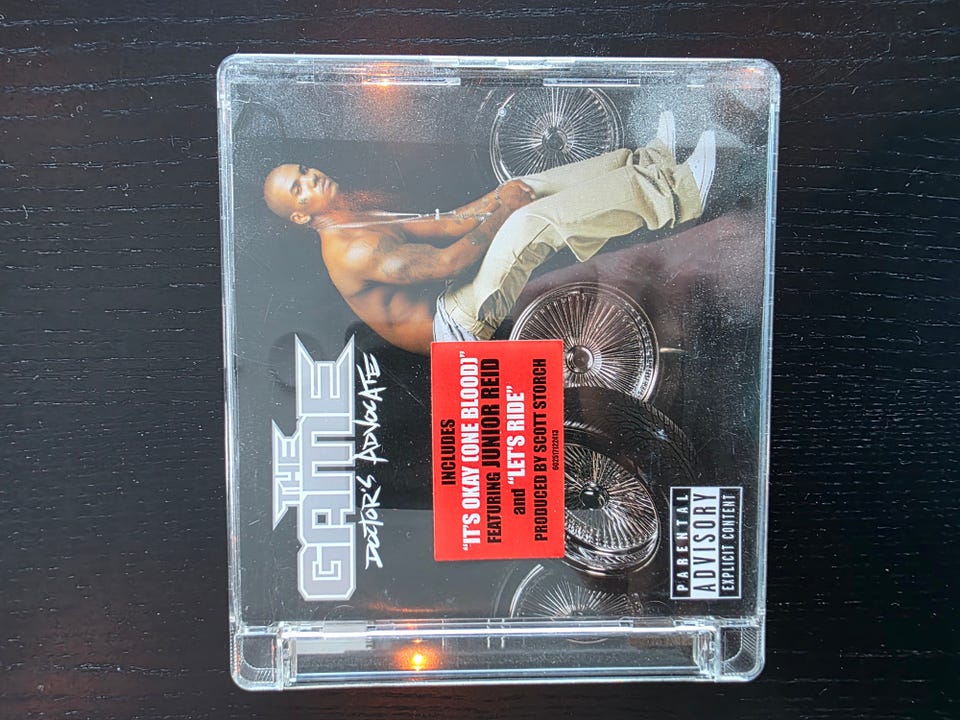 THE
GAME
DOCTOR'S ADVOCATE
INCLUDES
"IT'S OKAY (ONE BLOOD)"
FEATURING JUNIOR REID
and "LET'S RIDE"
PRODUCED BY SCOTT STORCH
602517122413
PARENTAL
ADVISORY
EXPLICIT CONTENT